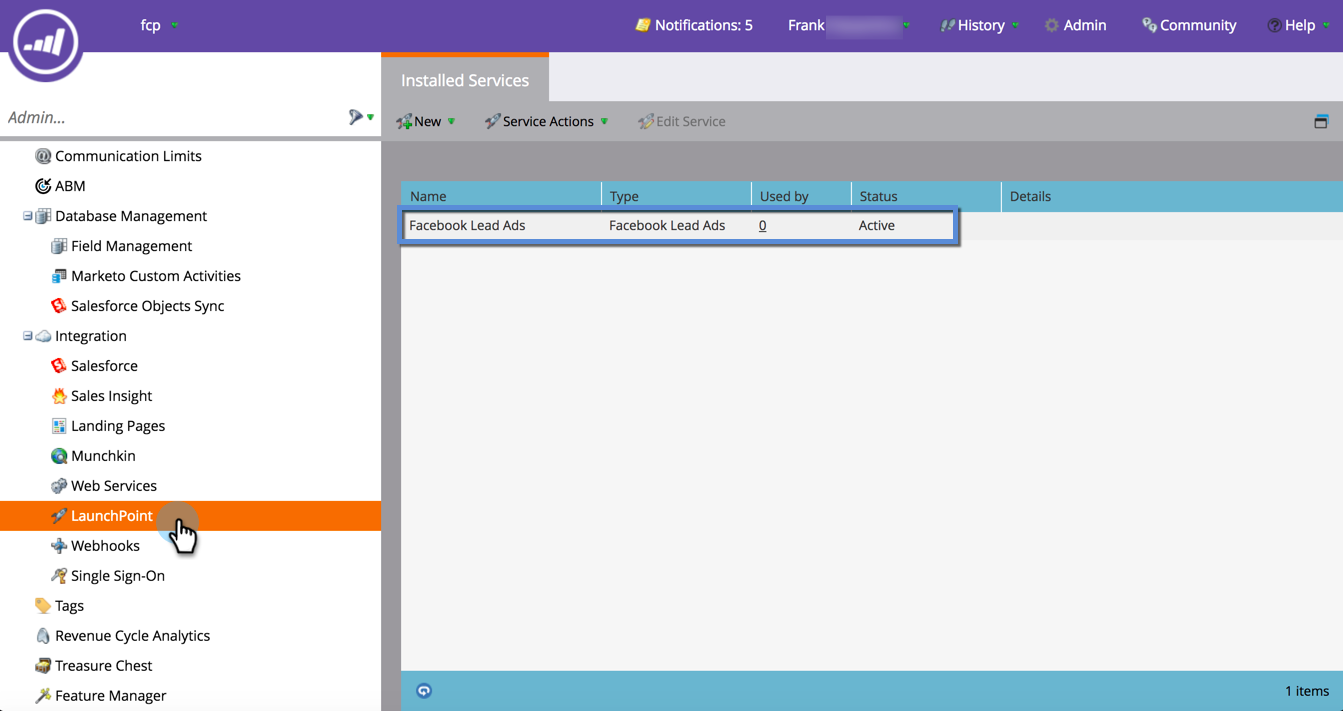 fcp
Notifications: 5
Frank
History
Admin
Community
Help
Admin...
Installed Services
New
Service Actions
Edit Service
Communication Limits
ABM
Database Management
Field Management
Marketo Custom Activities
Salesforce Objects Sync
Integration
Salesforce
Sales Insight
Landing Pages
Munchkin
Web Services
LaunchPoint
Webhooks
Single Sign-On
Tags
Revenue Cycle Analytics
Treasure Chest
Feature Manager
Name Type Used by Status Details
Facebook Lead Ads Facebook Lead Ads 0 Active
1 items